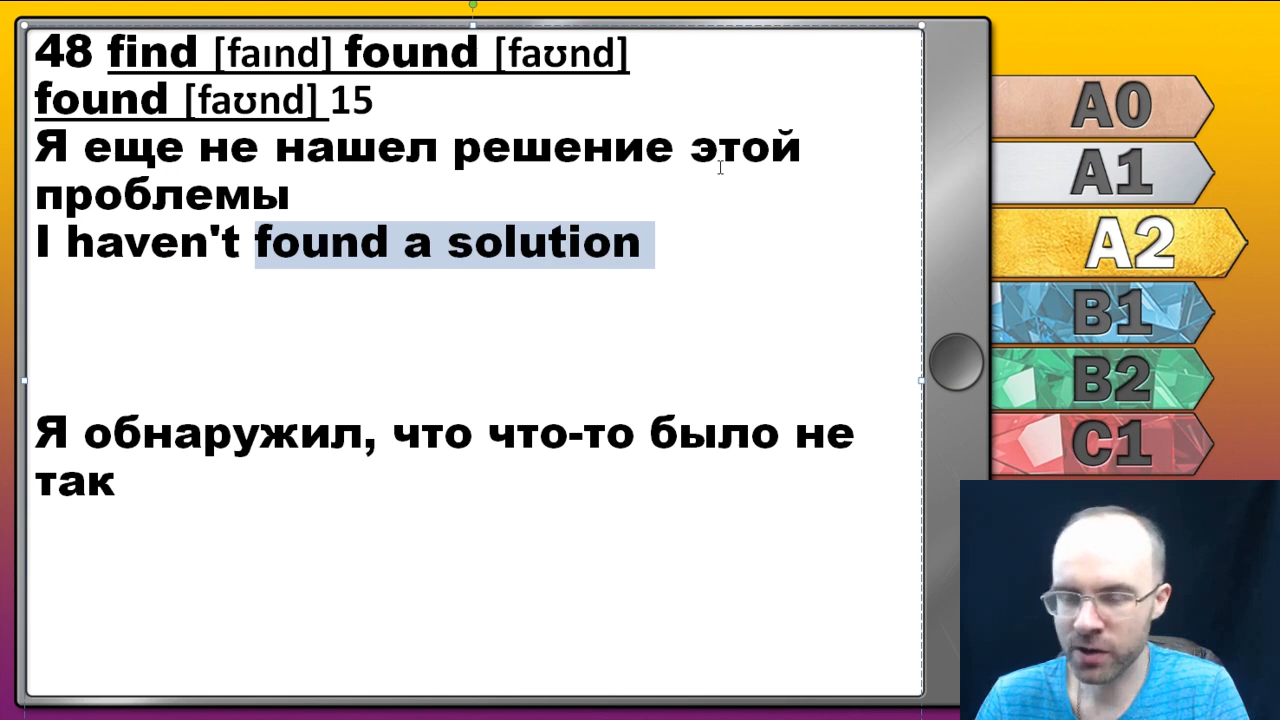 48 find [faɪnd] found [faʊnd]
found [faʊnd] 15
Я еще не нашел решение этой
проблемы
I haven't found a solution
Я обнаружил, что что-то было не
так
A0
A1
A2
B1
B2
C1